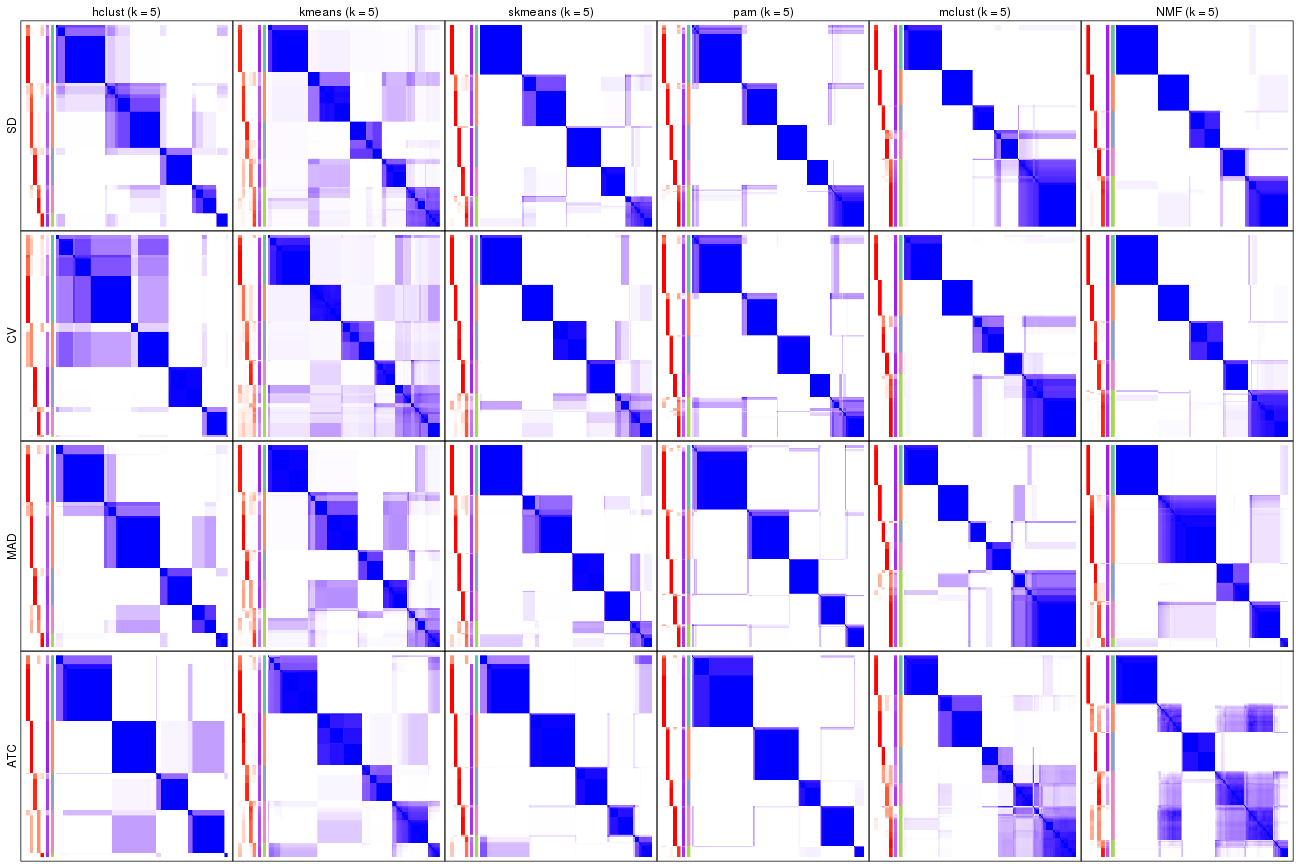 hclust (k = 5) kmeans (k = 5) skmeans (k = 5) pam (k = 5) mclust (k = 5) NMF (k = 5)
SD
CV
MAD
ATC